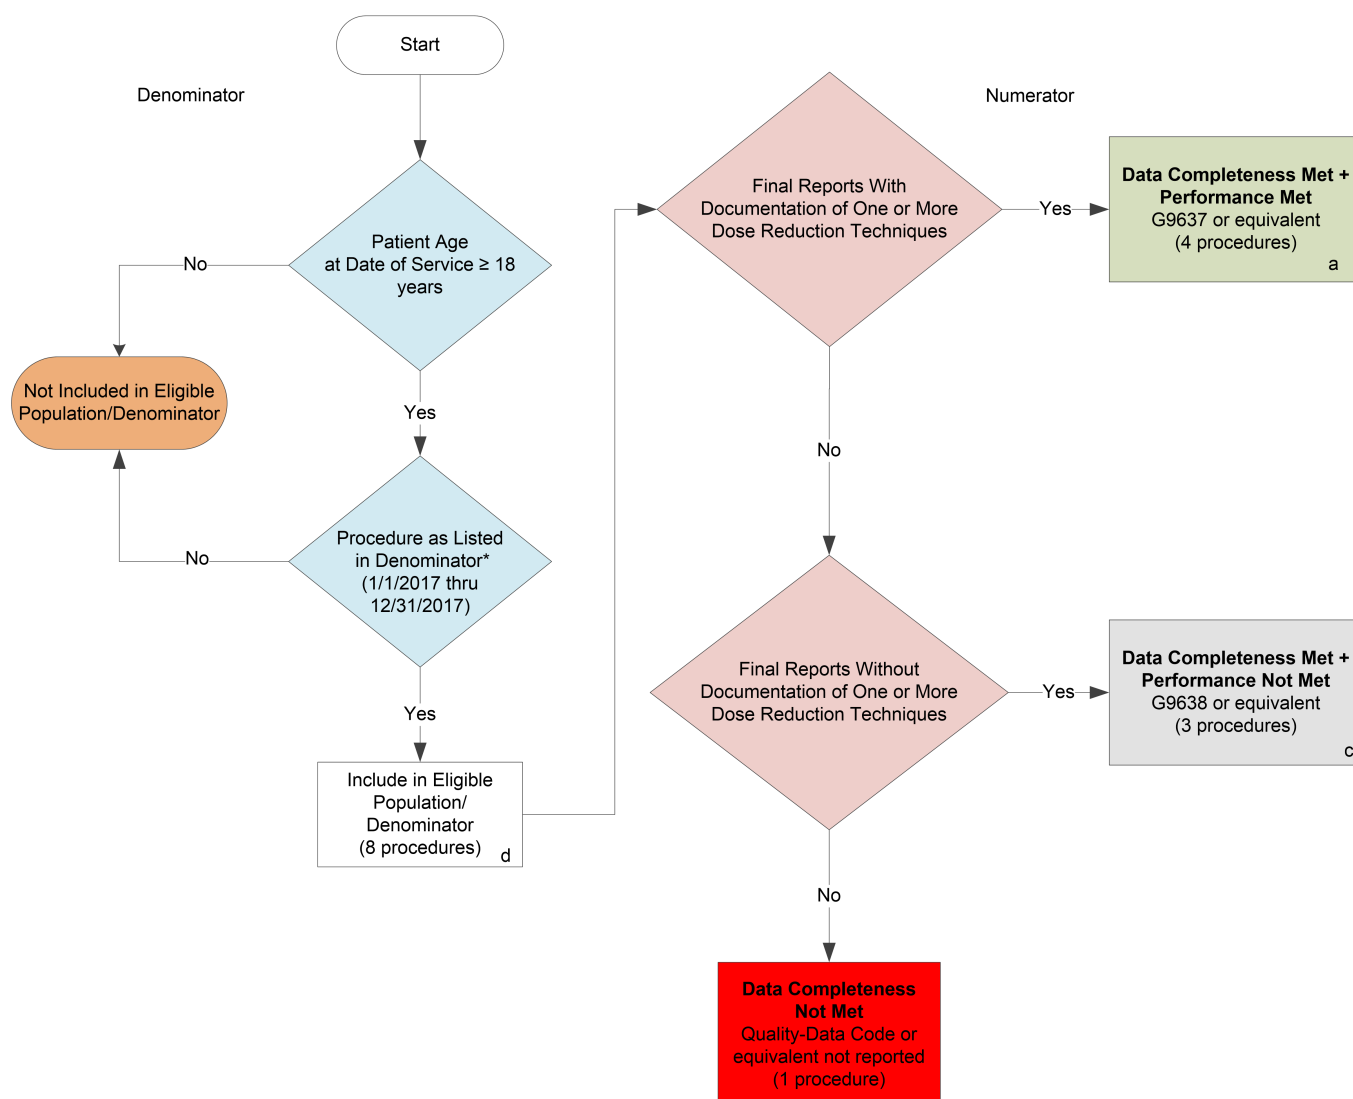 Start
Denominator
Patient Age
at Date of Service ≥ 18
years
No
Not Included in Eligible
Population/Denominator
Yes
Procedure as Listed
in Denominator*
(1/1/2017 thru
12/31/2017)
No
Yes
Include in Eligible
Population/
Denominator
(8 procedures)
d
Numerator
Final Reports With
Documentation of One or More
Dose Reduction Techniques
Yes
Data Completeness Met +
Performance Met
G9637 or equivalent
(4 procedures)
a
No
Final Reports Without
Documentation of One or More
Dose Reduction Techniques
Yes
Data Completeness Met +
Performance Not Met
G9638 or equivalent
(3 procedures)
c
No
Data Completeness
Not Met
Quality-Data Code or
equivalent not reported
(1 procedure)